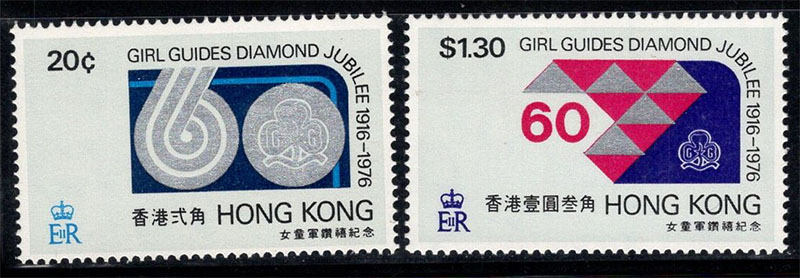 20¢
GIRL GUIDES DIAMOND JUBILEE 1916-1976
60
GG
EIIR
香港弍角 HONG KONG
女童軍鑽禧紀念
$1.30
GIRL GUIDES DIAMOND JUBILEE 1916-1976
60
GG
EIIR
香港壹圓叁角 HONG KONG
女童軍鑽禧紀念